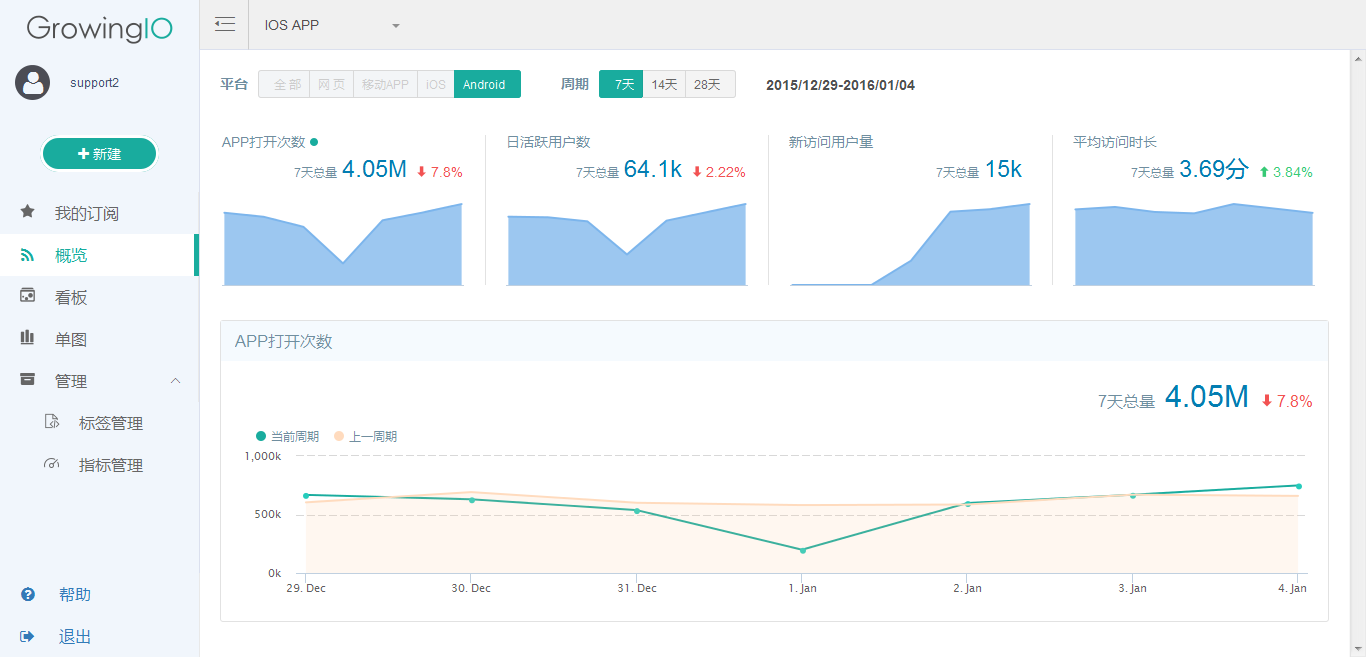 GrowingIO
support2
新建
我的订阅
概览
看板
单图
管理
标签管理
指标管理
帮助
退出
IOS APP
平台 全部 网页 移动APP iOS Android 周期 7天 14天 28天 2015/12/29-2016/01/04
APP打开次数
7天总量 4.05M 7.8%
日活跃用户数
7天总量 64.1k 2.22%
新访问用户量
7天总量 15k
平均访问时长
7天总量 3.69分 3.84%
APP打开次数
7天总量 4.05M 7.8%
当前周期 上一周期
1,000k
500k
0k
29. Dec 30. Dec 31. Dec 1. Jan 2. Jan 3. Jan 4. Jan